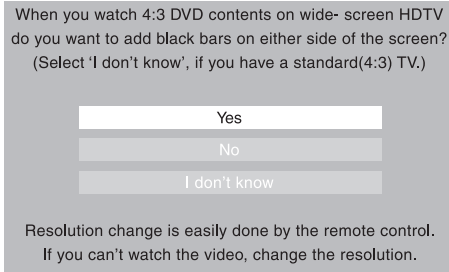 When you watch 4:3 DVD contents on wide- screen HDTV
do you want to add black bars on either side of the screen?
(Select ‘I don't know’, if you have a standard(4:3) TV.)
Yes
No
I don't know
Resolution change is easily done by the remote control.
If you can't watch the video, change the resolution.